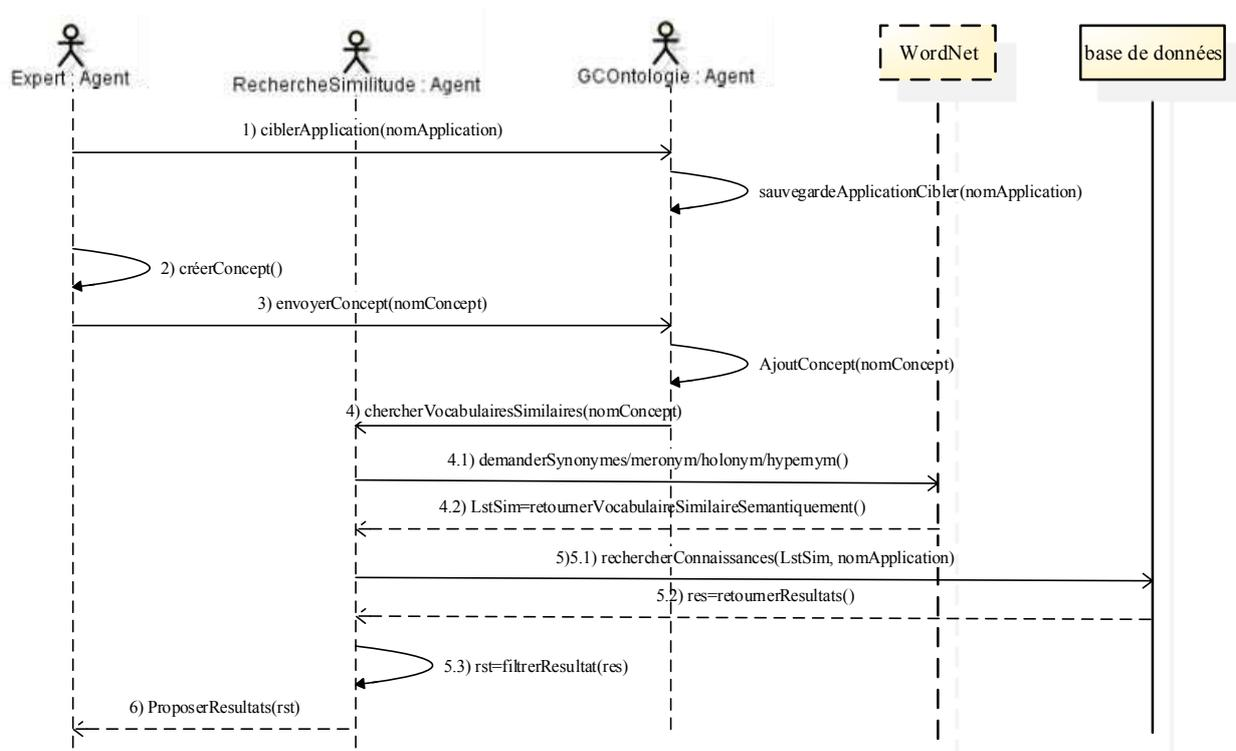 Expert : Agent
RechercheSimilitude : Agent
GCOntologie : Agent
WordNet
base de données
1) ciblerApplication(nomApplication)
sauvegardeApplicationCibler(nomApplication)
2) créerConcept()
3) envoyerConcept(nomConcept)
AjoutConcept(nomConcept)
4) chercherVocabulairesSimilaires(nomConcept)
4.1) demanderSynonymes/meronym/holonym/hypernym()
4.2) LstSim=retournerVocabulaireSimilaireSemantiquement()
5)5.1) rechercherConnaissances(LstSim, nomApplication)
5.2) res=retournerResultats()
5.3) rst=filtrerResultat(res)
6) ProposerResultats(rst)